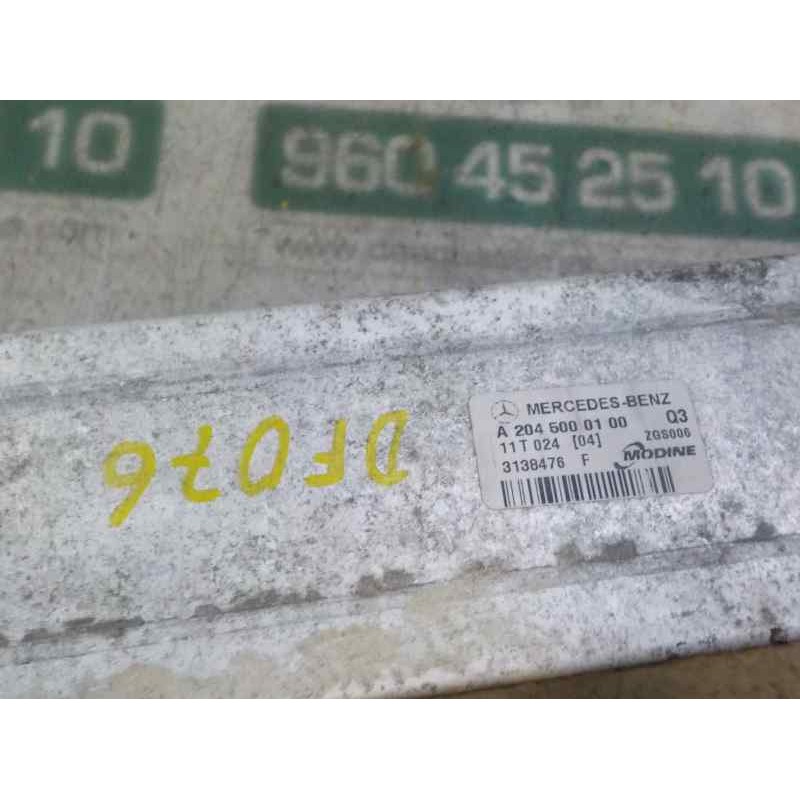 10
960 45 25 10
www.
MERCEDES-BENZ
A 204 500 01 00 Q3
11T 024 [04] ZGS006
3138476 F MODINE
DF076